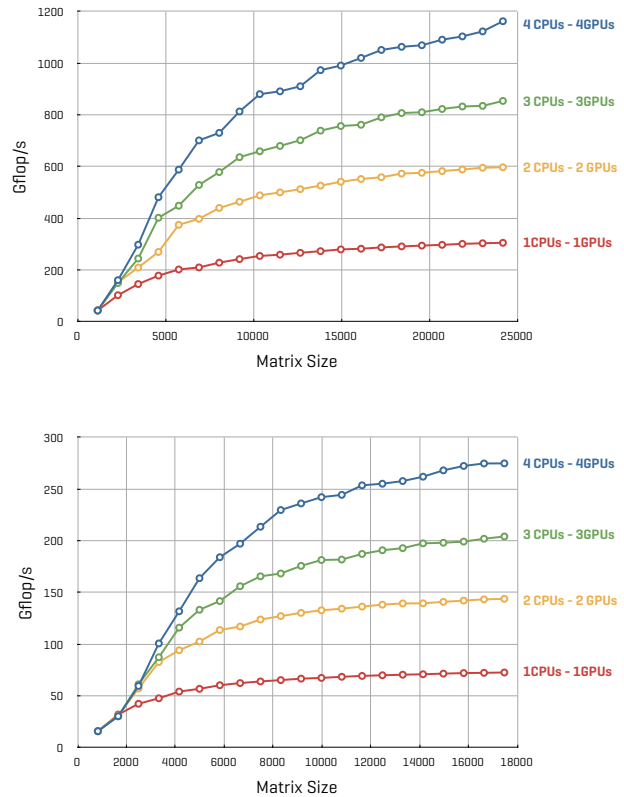 1200
4 CPUs - 4GPUs
1000
3 CPUs - 3GPUs
800
Gflop/s
600
2 CPUs - 2 GPUs
400
1CPUs - 1GPUs
200
0
0 5000 10000 15000 20000 25000
Matrix Size
300
4 CPUs - 4GPUs
250
3 CPUs - 3GPUs
200
150
2 CPUs - 2 GPUs
Gflop/s
100
1CPUs - 1GPUs
50
0
0 2000 4000 6000 8000 10000 12000 14000 16000 18000
Matrix Size